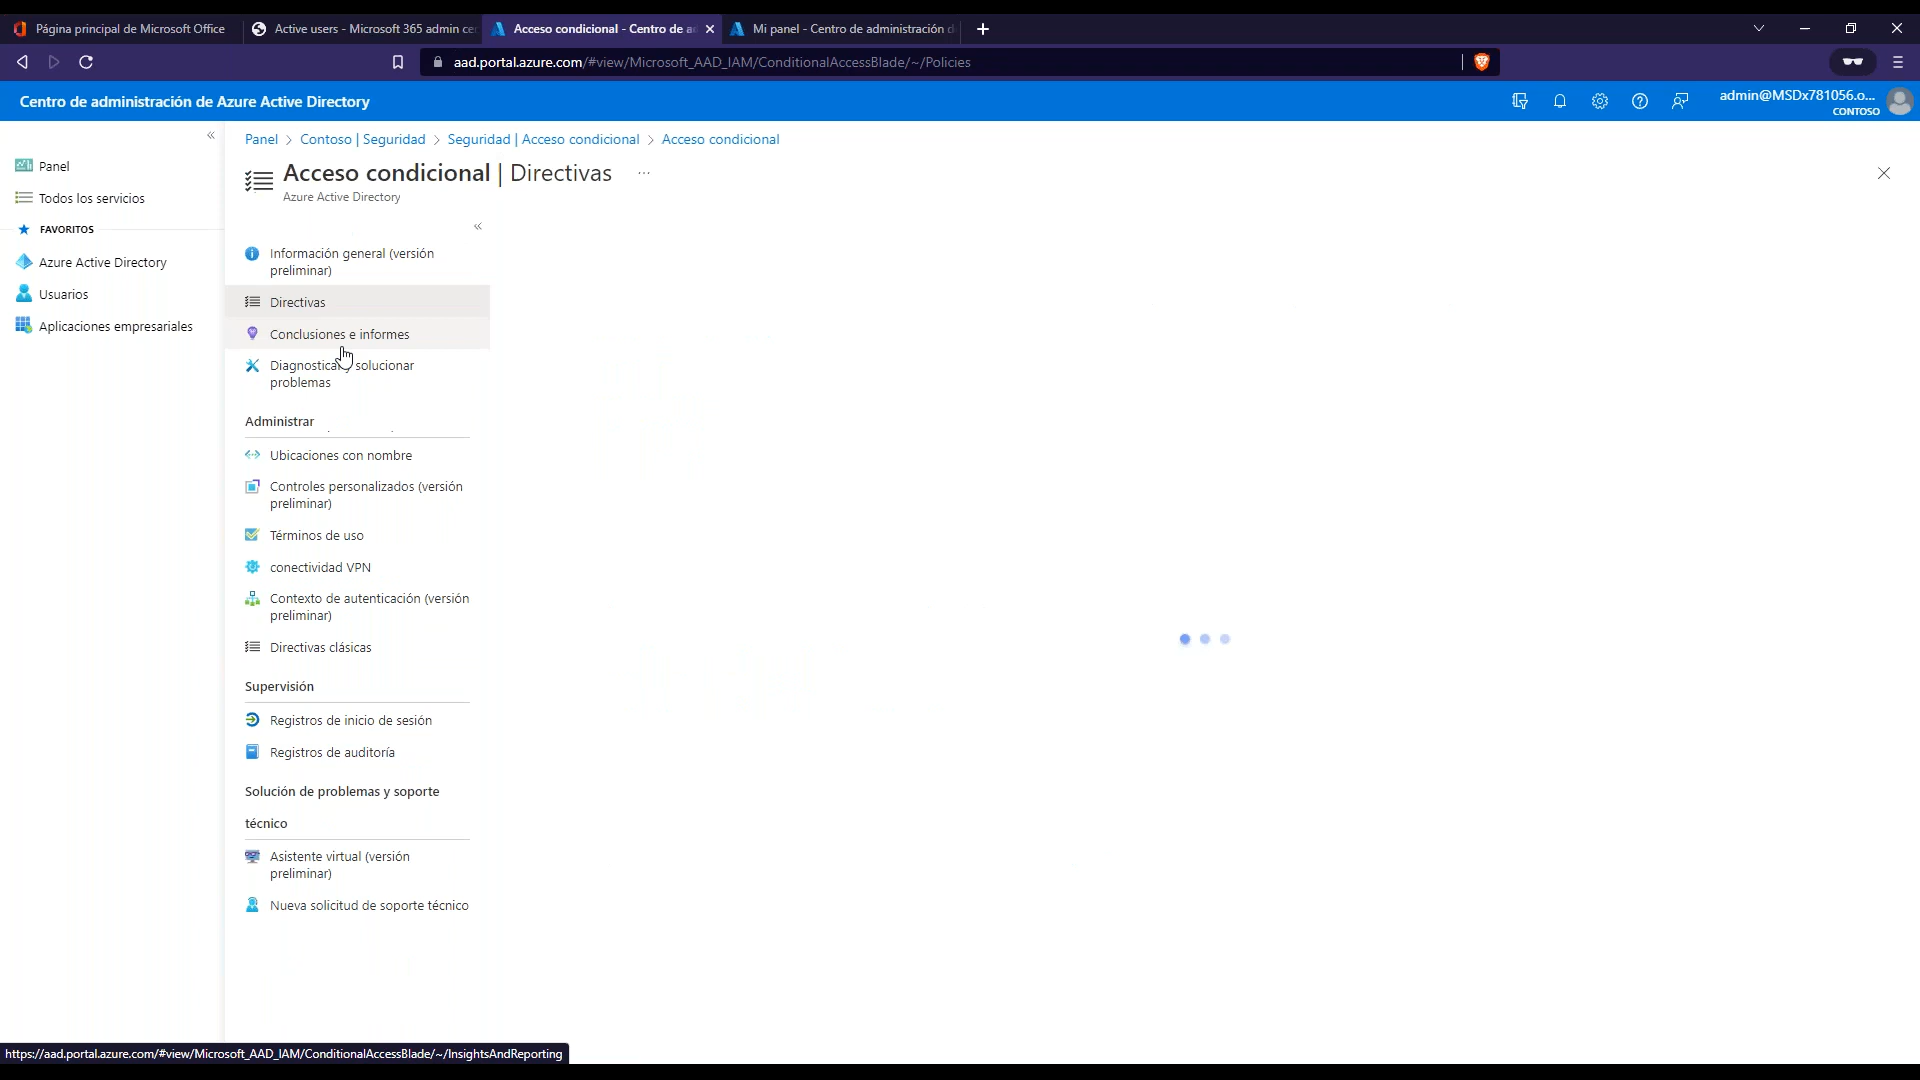 Página principal de Microsoft Office
Active users - Microsoft 365 admin ce
Acceso condicional - Centro de a
Mi panel - Centro de administración d
aad.portal.azure.com/#view/Microsoft_AAD_IAM/ConditionalAccessBlade/~/Policies
Centro de administración de Azure Active Directory
admin@MSDx781056.o...
CONTOSO
Panel > Contoso | Seguridad > Seguridad | Acceso condicional > Acceso condicional
Acceso condicional | Directivas ...
Azure Active Directory
Panel
Todos los servicios
FAVORITOS
Azure Active Directory
Usuarios
Aplicaciones empresariales
Información general (versión
preliminar)
Directivas
Conclusiones e informes
Diagnosticar y solucionar
problemas
Administrar
Ubicaciones con nombre
Controles personalizados (versión
preliminar)
Términos de uso
conectividad VPN
Contexto de autenticación (versión
preliminar)
Directivas clásicas
Supervisión
Registros de inicio de sesión
Registros de auditoría
Solución de problemas y soporte
técnico
Asistente virtual (versión
preliminar)
Nueva solicitud de soporte técnico
https://aad.portal.azure.com/#view/Microsoft_AAD_IAM/ConditionalAccessBlade/~/InsightsAndReporting